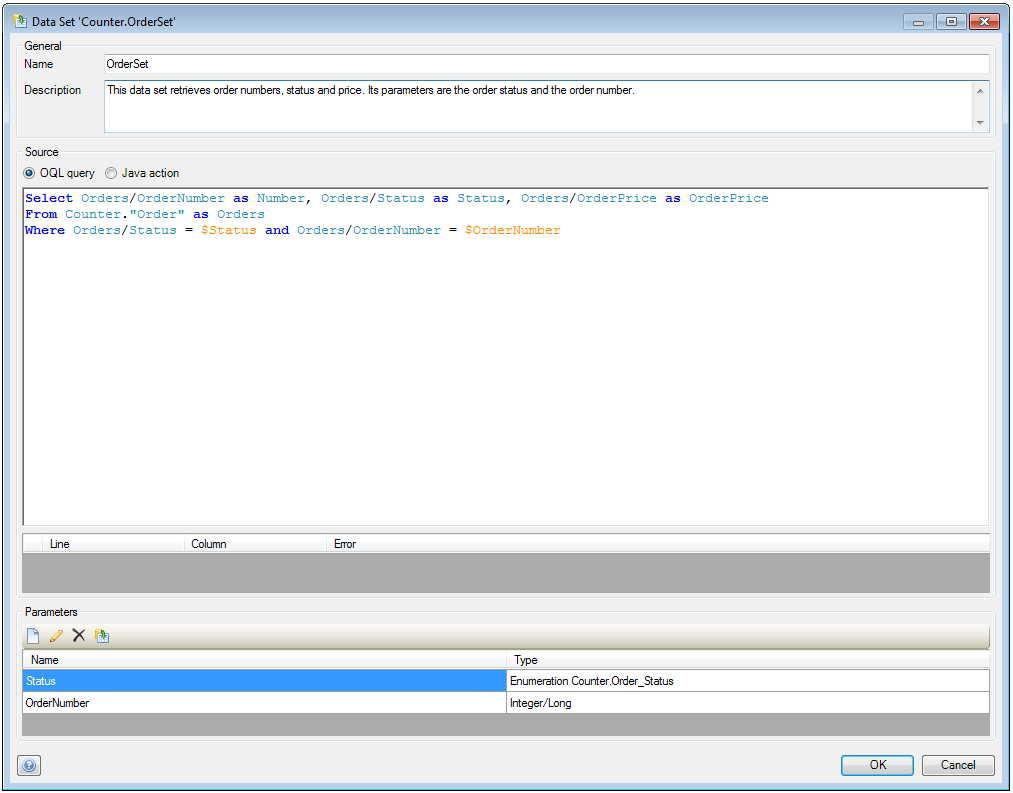 Data Set 'Counter.OrderSet'
General
Name OrderSet
Description This data set retrieves order numbers, status and price. Its parameters are the order status and the order number.
Source
OQL query Java action
Select Orders/OrderNumber as Number, Orders/Status as Status, Orders/OrderPrice as OrderPrice
From Counter."Order" as Orders
Where Orders/Status = $Status and Orders/OrderNumber = $OrderNumber
Line Column Error
Parameters
Name Type
Status Enumeration Counter.Order_Status
OrderNumber Integer/Long
OK Cancel